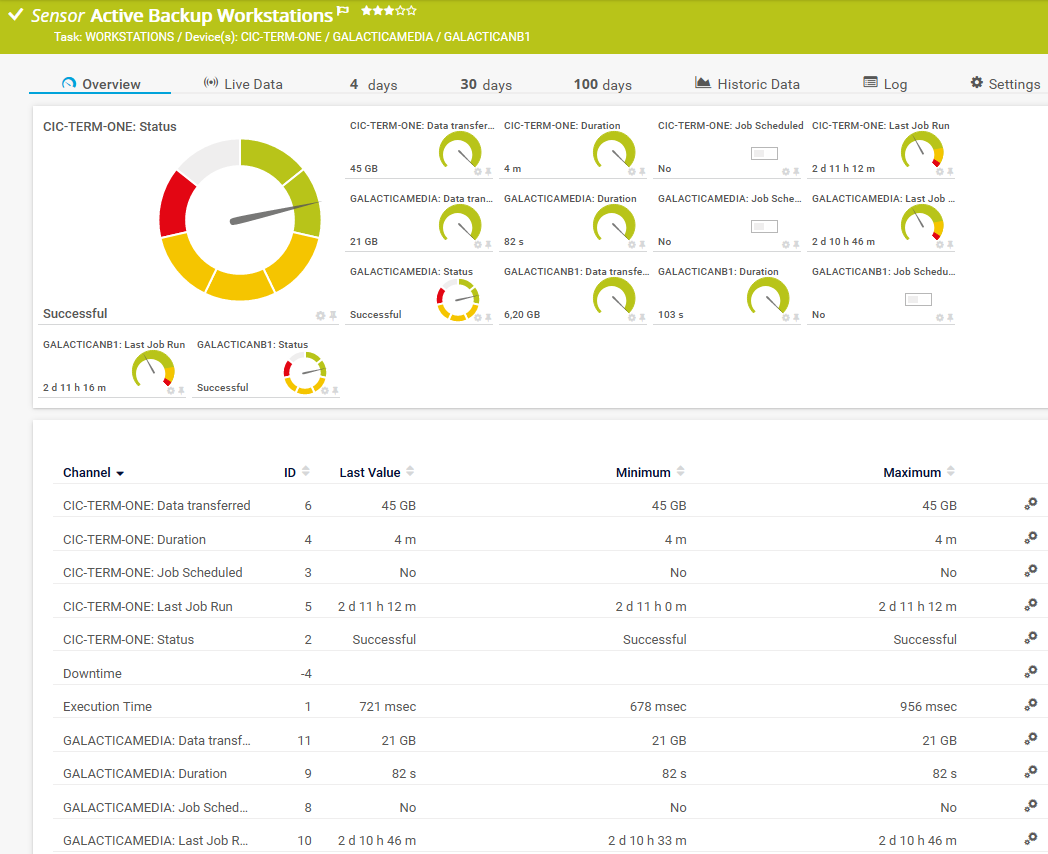 Sensor Active Backup Workstations
Task: WORKSTATIONS / Device(s): CIC-TERM-ONE / GALACTICAMEDIA / GALACTICANB1
Overview Live Data 4 days 30 days 100 days Historic Data Log Settings
CIC-TERM-ONE: Status
Successful
CIC-TERM-ONE: Data transfer... CIC-TERM-ONE: Duration CIC-TERM-ONE: Job Scheduled CIC-TERM-ONE: Last Job Run
45 GB 4 m No 2 d 11 h 12 m
GALACTICAMEDIA: Data tran... GALACTICAMEDIA: Duration GALACTICAMEDIA: Job Sche... GALACTICAMEDIA: Last Job ...
21 GB 82 s No 2 d 10 h 46 m
GALACTICAMEDIA: Status GALACTICANB1: Data transfe... GALACTICANB1: Duration GALACTICANB1: Job Schedu...
Successful 6,20 GB 103 s No
GALACTICANB1: Last Job Run GALACTICANB1: Status
2 d 11 h 16 m Successful
Channel ID Last Value Minimum Maximum
CIC-TERM-ONE: Data transferred 6 45 GB 45 GB 45 GB
CIC-TERM-ONE: Duration 4 4 m 4 m 4 m
CIC-TERM-ONE: Job Scheduled 3 No No No
CIC-TERM-ONE: Last Job Run 5 2 d 11 h 12 m 2 d 11 h 0 m 2 d 11 h 12 m
CIC-TERM-ONE: Status 2 Successful Successful Successful
Downtime -4
Execution Time 1 721 msec 678 msec 956 msec
GALACTICAMEDIA: Data transf... 11 21 GB 21 GB 21 GB
GALACTICAMEDIA: Duration 9 82 s 82 s 82 s
GALACTICAMEDIA: Job Sched... 8 No No No
GALACTICAMEDIA: Last Job R... 10 2 d 10 h 46 m 2 d 10 h 33 m 2 d 10 h 46 m